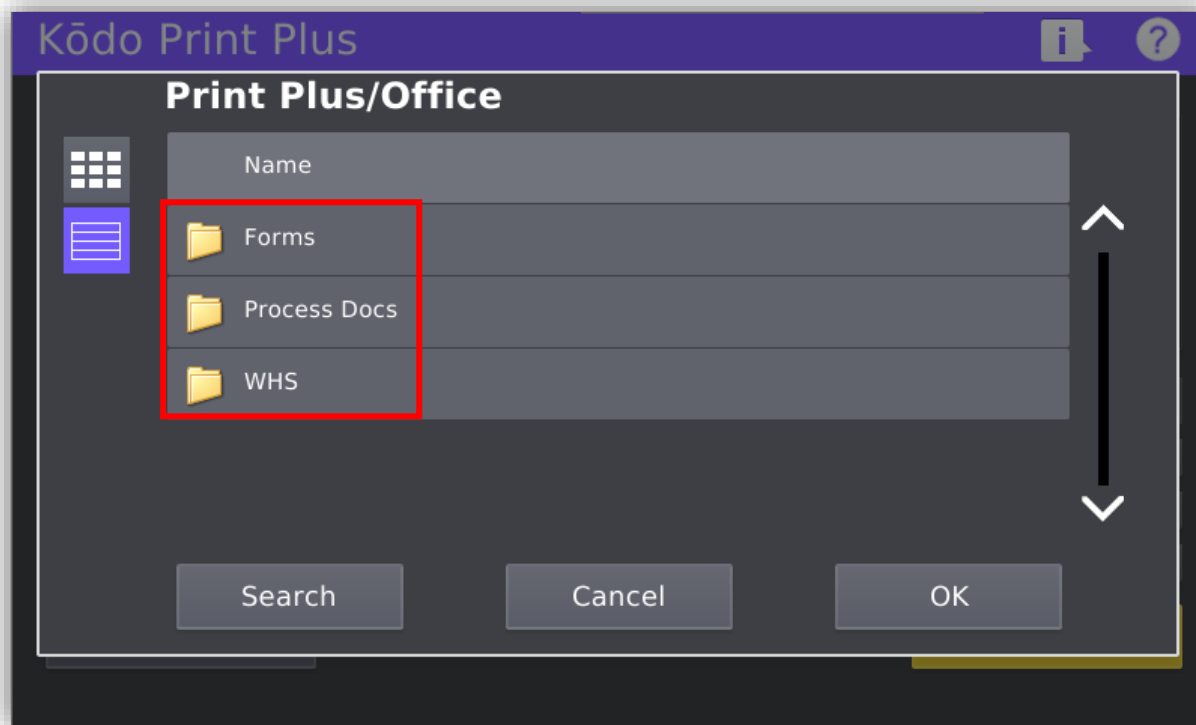 Kōdo Print Plus
i
?
Print Plus/Office
Name
Forms
Process Docs
WHS
Search
Cancel
OK